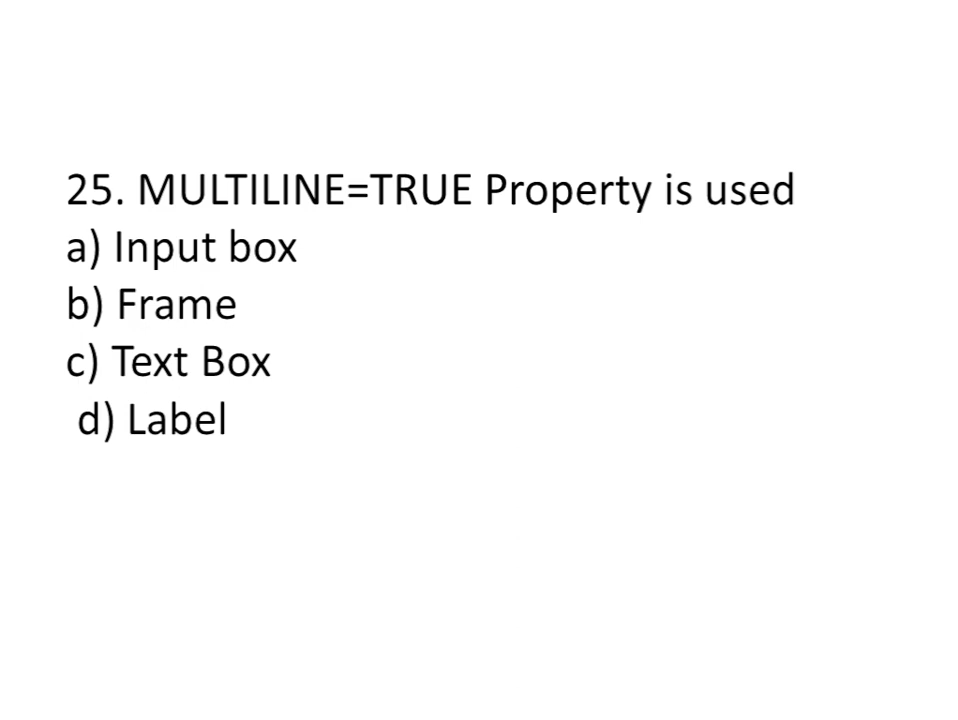 25. MULTILINE=TRUE Property is used
a) Input box
b) Frame
c) Text Box
d) Label